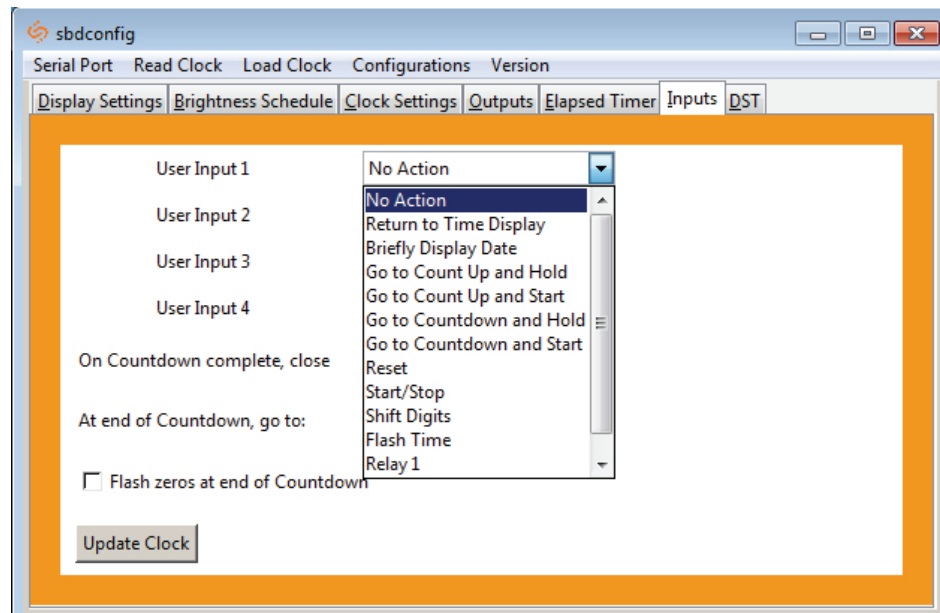 sbdconfig
Serial Port Read Clock Load Clock Configurations Version
Display Settings Brightness Schedule Clock Settings Outputs Elapsed Timer Inputs DST
User Input 1 No Action
No Action
Return to Time Display
User Input 2
Briefly Display Date
User Input 3
Go to Count Up and Hold
Go to Count Up and Start
User Input 4
Go to Countdown and Hold
Go to Countdown and Start
On Countdown complete, close
Reset
Start/Stop
At end of Countdown, go to:
Shift Digits
Flash Time
Relay 1
Flash zeros at end of Countdown
Update Clock